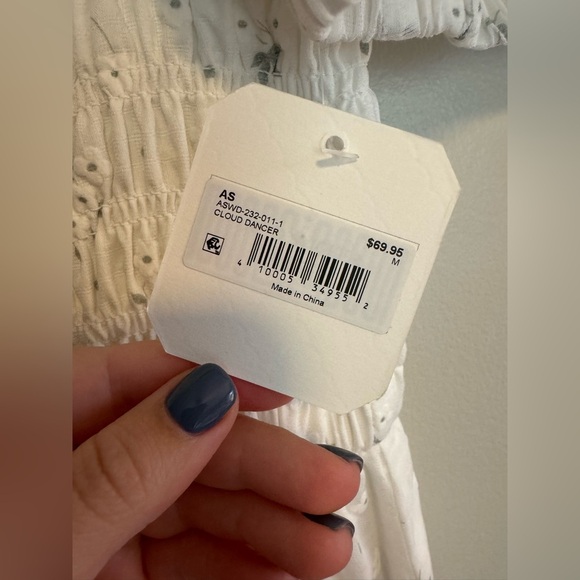 AS
ASWD-232-011-1
CLOUD DANCER
$69.95
M
4 10005 34955 2
Made in China